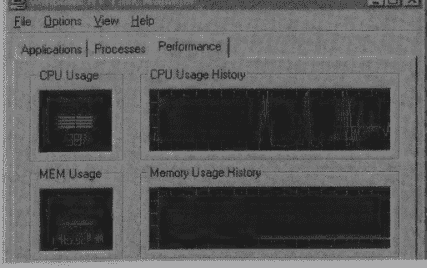 File Options View Help
Applications Processes Performance
CPU Usage CPU Usage History
MEM Usage Memory Usage History